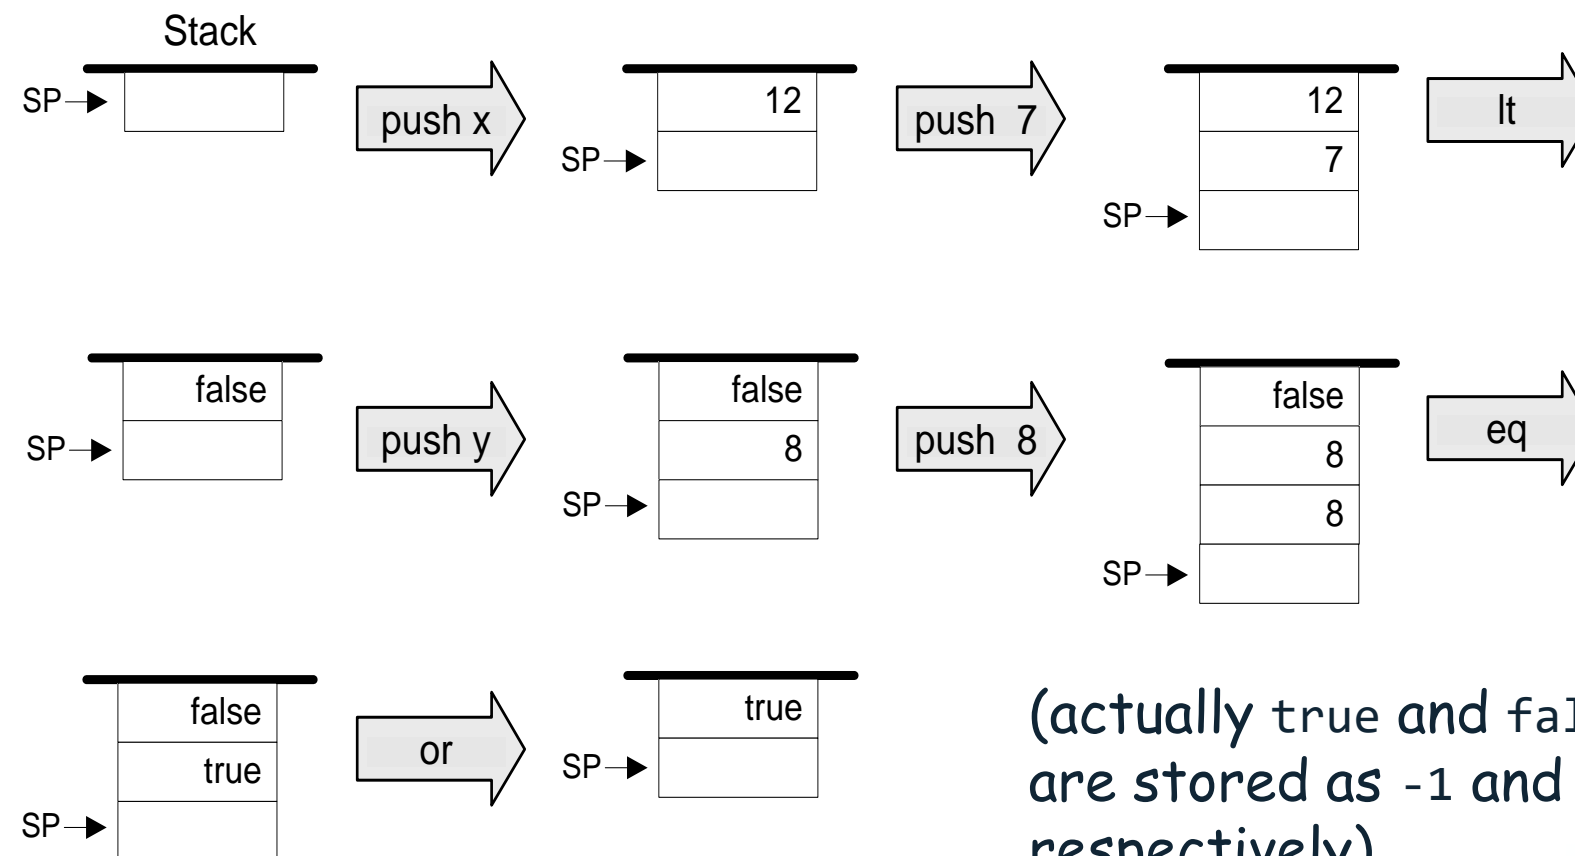 Stack
SP
push x
12
SP
push 7
12
7
SP
lt
false
SP
push y
false
8
SP
push 8
false
8
8
SP
eq
false
true
SP
or
true
SP
(actually true and
are stored as -1 and
respectively)